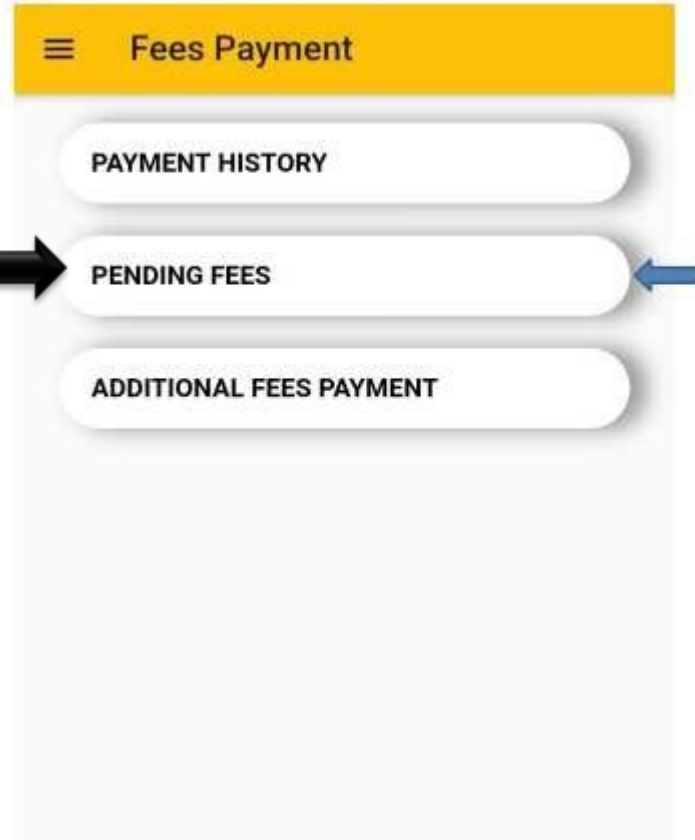 Fees Payment
PAYMENT HISTORY
PENDING FEES
ADDITIONAL FEES PAYMENT